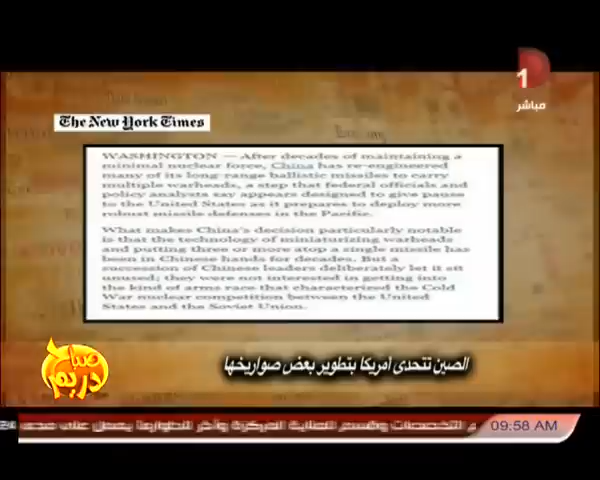 1
مباشر
The New York Times
WASHINGTON — After decades of maintaining a
minimal nuclear force, China has re-engineered
many of its long-range ballistic missiles to carry
multiple warheads, a step that federal officials and
policy analysts say appears designed to give pause
to the United States as it prepares to deploy more
robust missile defenses in the Pacific.
What makes China's decision particularly notable
is that the technology of miniaturizing warheads
and putting three or more atop a single missile has
been in Chinese hands for decades. But a
succession of Chinese leaders deliberately let it sit
unused; they were not interested in getting into
the kind of arms race that characterized the Cold
War nuclear competition between the United
States and the Soviet Union.
صباح
دريم
الصين تتحدى أمريكا بتطوير بعض صواريخها
م التخصصات وقسم للعناية المركزة وآخر للطوارئ يعمل على مدى 24
09:58 AM